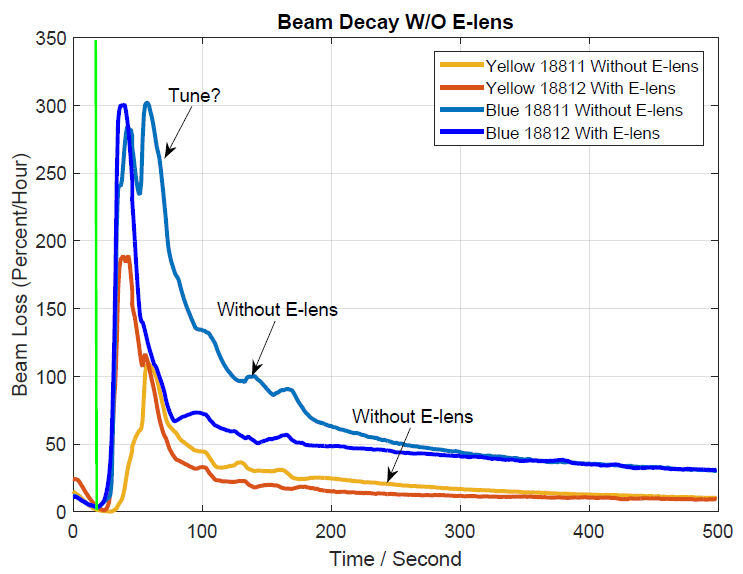 Beam Decay W/O E-lens
350
300
250
200
150
100
50
0
Beam Loss (Percent/Hour)
Yellow 18811 Without E-lens
Yellow 18812 With E-lens
Blue 18811 Without E-lens
Blue 18812 With E-lens
Tune?
Without E-lens
Without E-lens
0
100
200
300
400
500
Time / Second